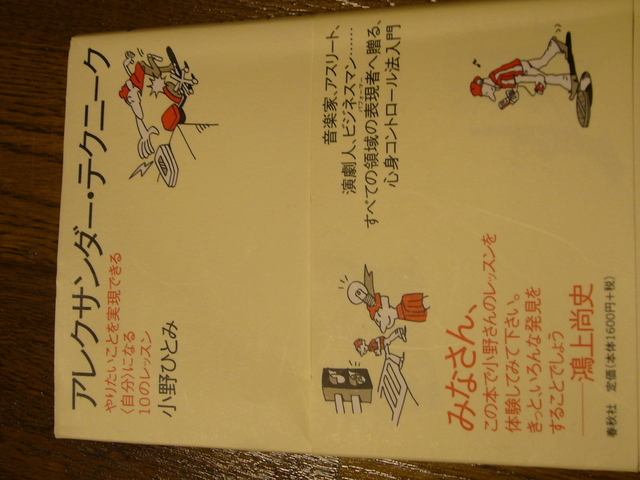 アレクサンダー・テクニーク
やりたいことを実現できる
〈自分〉になる
10のレッスン
小野ひとみ
音楽家、アスリート、
演劇人、ビジネスマン……
すべての領域の表現者へ贈る、
パフォーマー
心身コントロール法入門
みなさん、
この本で小野さんのレッスンを
体験してみて下さい。
きっと、いろんな発見を
することでしょう
——鴻上尚史
春秋社 定価(本体1600円+税)